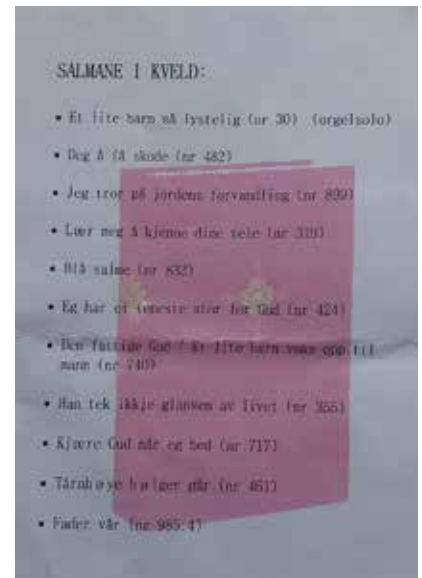 SALMANE I KVELD:
• Et lite barn så lystelig (nr 30) (orgelsolo)
• Deg å få skode (nr 482)
• Jeg tror på jordens forvandling (nr 899)
• Lær meg å kjenne dine veie (nr 319)
• Blå salme (nr 832)
• Eg har ei teneste stor for Gud (nr 424)
• Den fattige Gud / Et lite barn voks opp til
mann (nr 740)
• Han tek ikkje glansen av livet (nr 355)
• Kjære Gud når eg bed (nr 717)
• Tårnhøye bølger går (nr 461)
• Fader vår (nr 985.4)